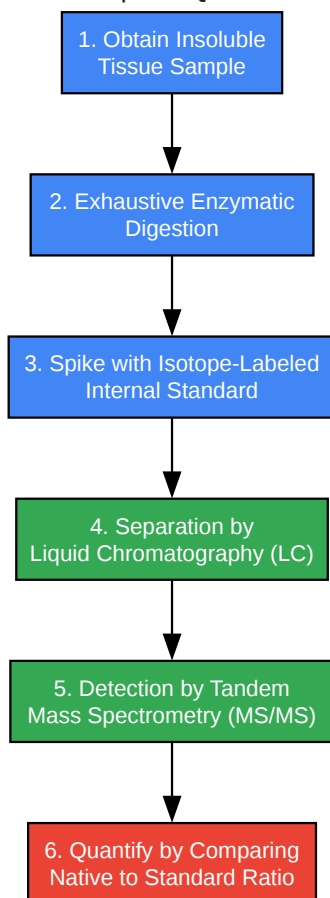 1. Obtain Insoluble
Tissue Sample
2. Exhaustive Enzymatic
Digestion
3. Spike with Isotope-Labeled
Internal Standard
4. Separation by
Liquid Chromatography (LC)
5. Detection by Tandem
Mass Spectrometry (MS/MS)
6. Quantify by Comparing
Native to Standard Ratio